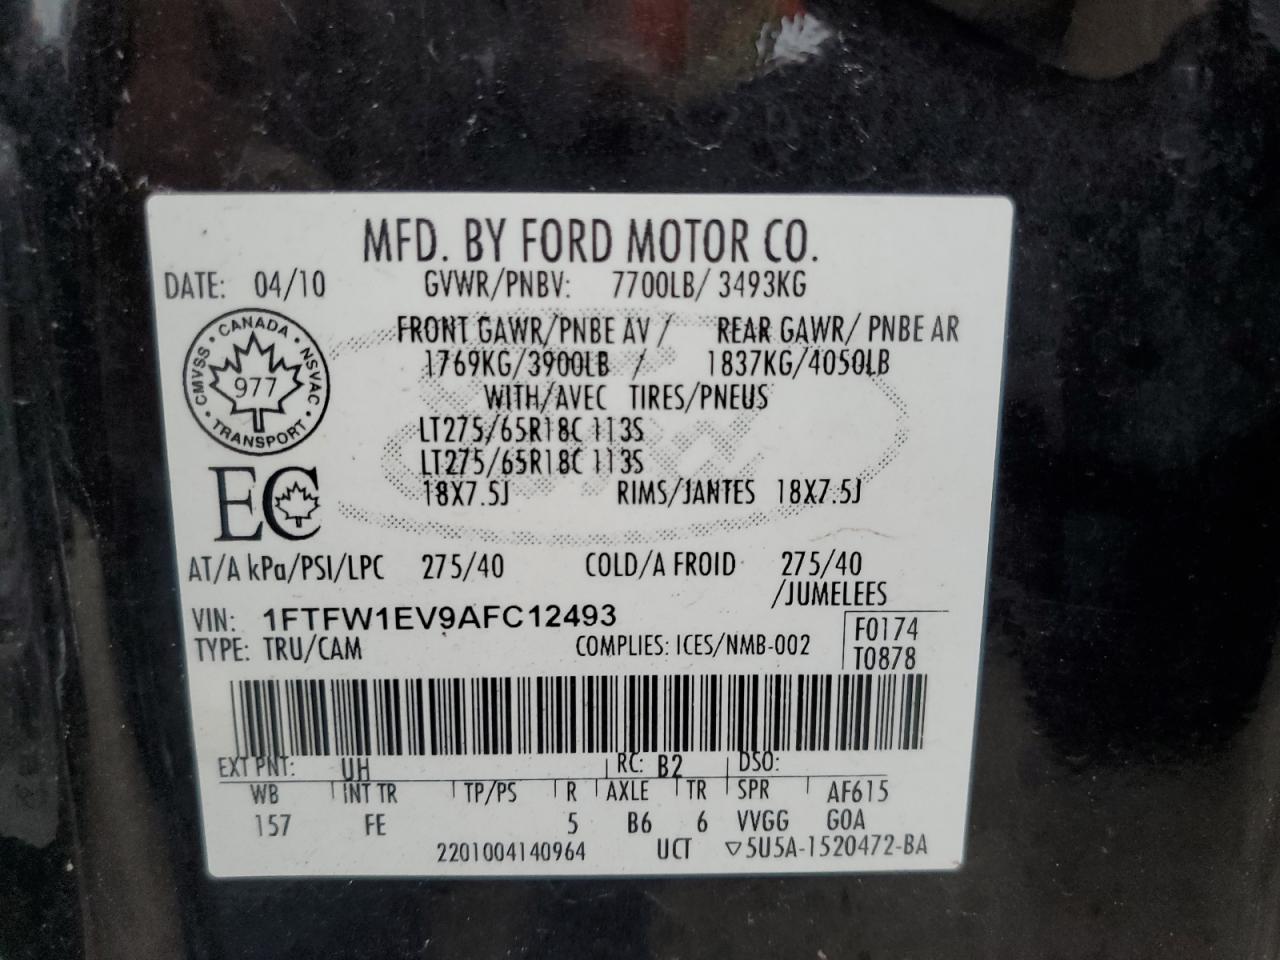 MFD. BY FORD MOTOR CO.
DATE: 04/10 GVWR/PNBV: 7700LB/ 3493KG
FRONT GAWR/PNBE AV / REAR GAWR/ PNBE AR
1769KG/3900LB / 1837KG/4050LB
WITH/AVEC TIRES/PNEUS
CANADA · NSVAC · TRANSPORT · CMVSS ·
977
LT275/65R18C 113S
LT275/65R18C 113S
EC
18X7.5J RIMS/JANTES 18X7.5J
AT/A kPa/PSI/LPC 275/40 COLD/A FROID 275/40
/JUMELEES
VIN: 1FTFW1EV9AFC12493
F0174
TYPE: TRU/CAM COMPLIES: ICES/NMB-002
T0878
EXT PNT: UH RC: B2 DSO:
WB INT TR TP/PS R AXLE TR SPR AF615
157 FE 5 B6 6 VVGG GOA
2201004140964 UCT ▽5U5A-1520472-BA